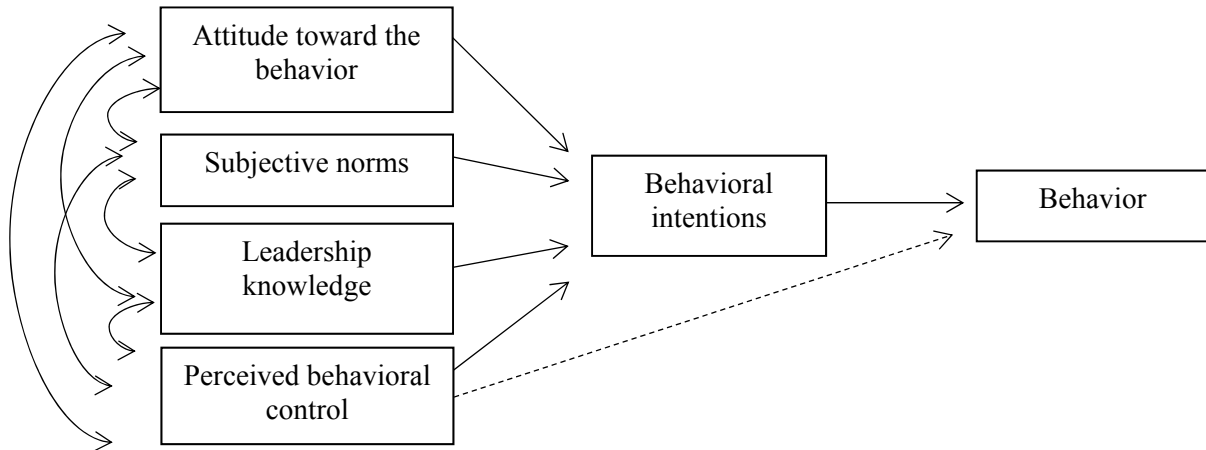 Attitude toward the
behavior
Subjective norms
Leadership
knowledge
Perceived behavioral
control
Behavioral
intentions
Behavior